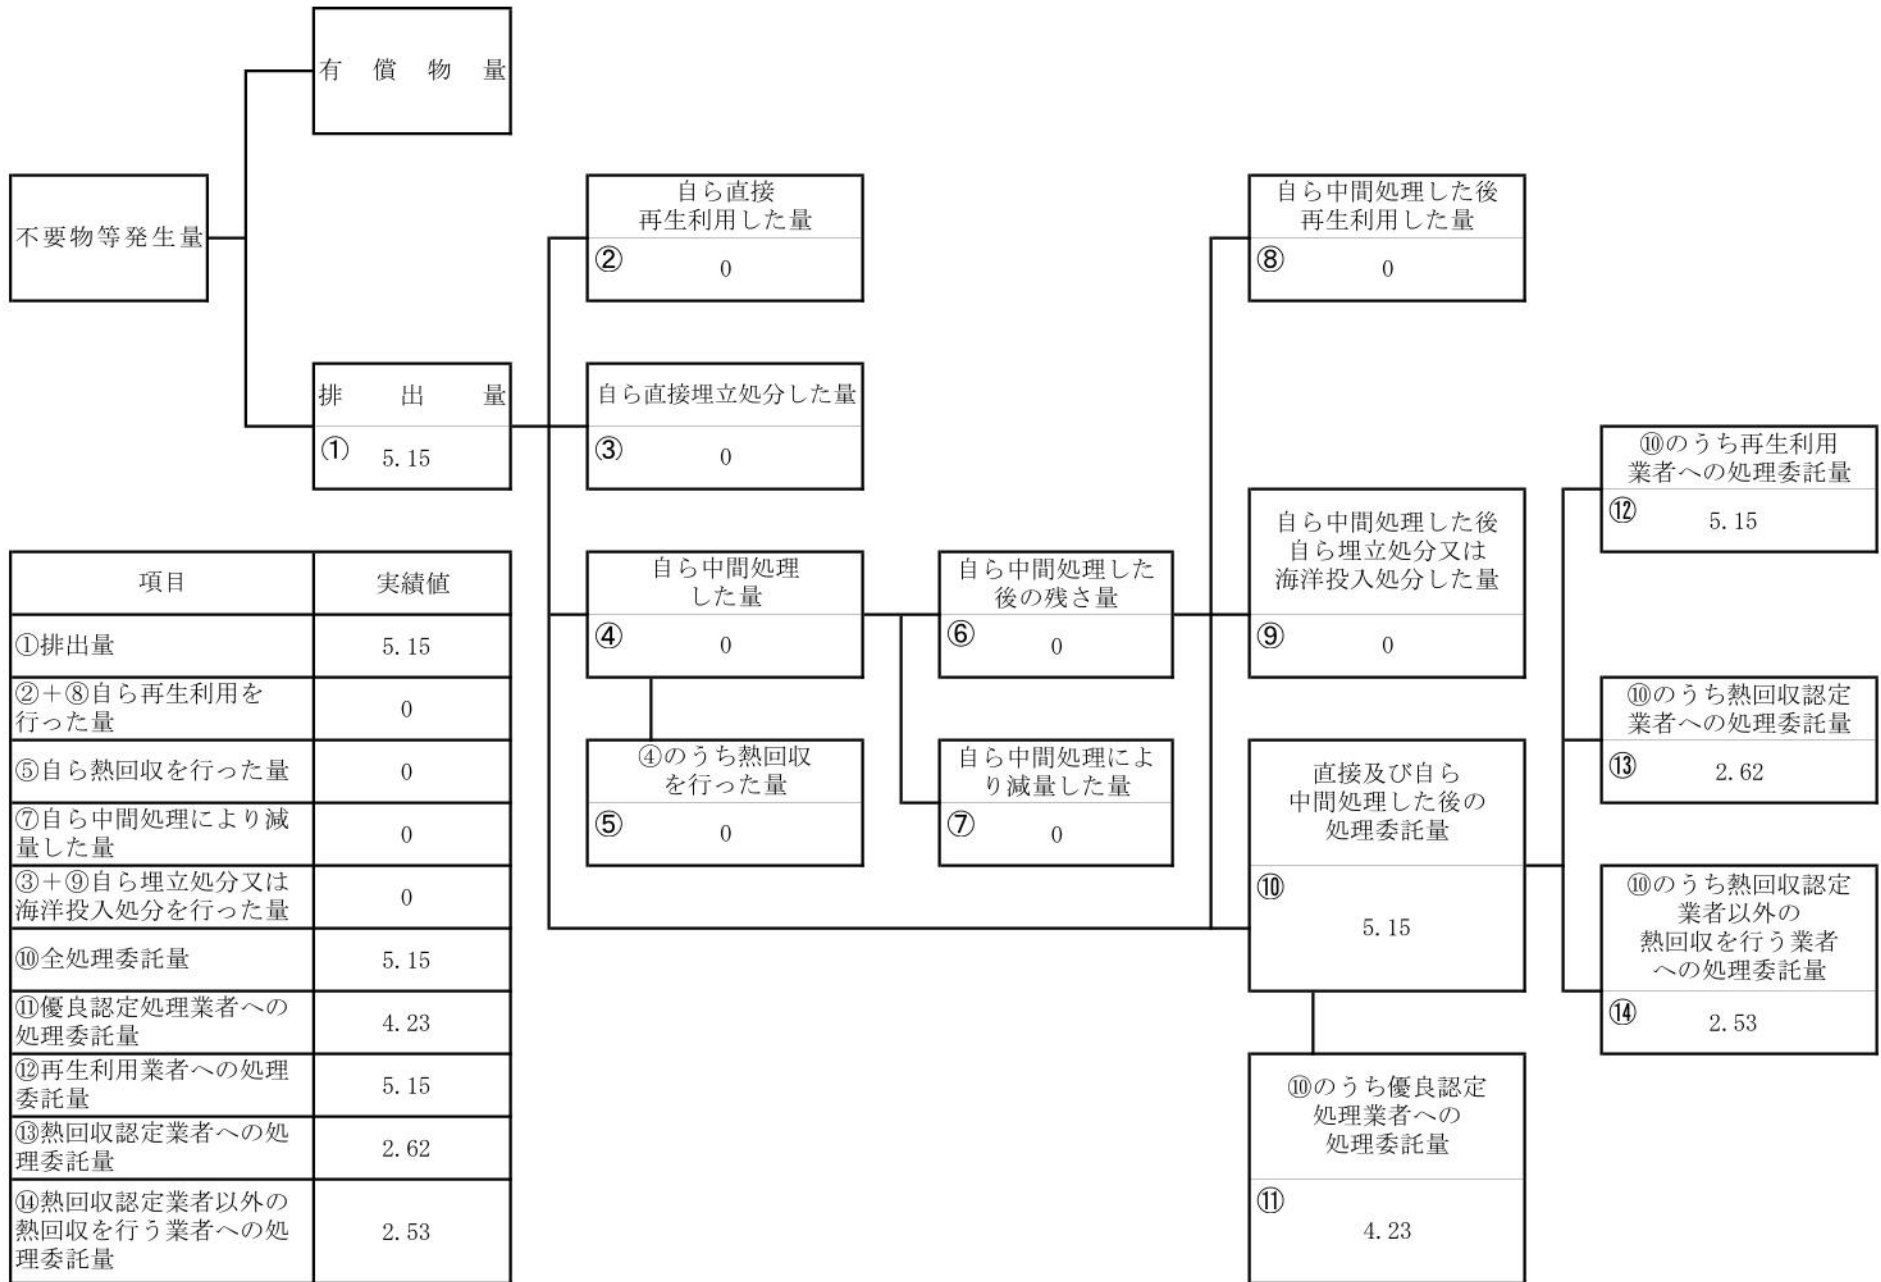 有償物量
不要物等発生量
排出量
① 5.15
自ら直接
再生利用した量
② 0
自ら直接埋立処分した量
③ 0
自ら中間処理
した量
④ 0
④のうち熱回収
を行った量
⑤ 0
自ら中間処理した
後の残さ量
⑥ 0
自ら中間処理によ
り減量した量
⑦ 0
自ら中間処理した後
再生利用した量
⑧ 0
自ら中間処理した後
自ら埋立処分又は
海洋投入処分した量
⑨ 0
直接及び自ら
中間処理した後の
処理委託量
⑩
5.15
⑩のうち優良認定
処理業者への
処理委託量
⑪
4.23
⑩のうち再生利用
業者への処理委託量
⑫ 5.15
⑩のうち熱回収認定
業者への処理委託量
⑬ 2.62
⑩のうち熱回収認定
業者以外の
熱回収を行う業者
への処理委託量
⑭ 2.53
項目 実績値
①排出量 5.15
②+⑧自ら再生利用を
行った量 0
⑤自ら熱回収を行った量 0
⑦自ら中間処理により減
量した量 0
③+⑨自ら埋立処分又は
海洋投入処分を行った量 0
⑩全処理委託量 5.15
⑪優良認定処理業者への
処理委託量 4.23
⑫再生利用業者への処理
委託量 5.15
⑬熱回収認定業者への処
理委託量 2.62
⑭熱回収認定業者以外の
熱回収を行う業者への処
理委託量 2.53